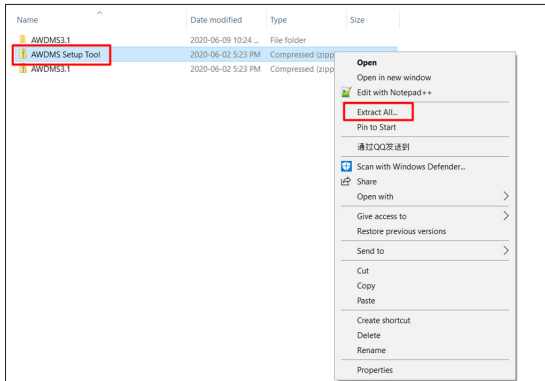 Name Date modified Type Size
AWDMS3.1 2020-06-09 10:24 ... File folder
AWDMS Setup Tool 2020-06-02 5:23 PM Compressed (zipp
AWDMS3.1 2020-06-02 5:23 PM Compressed (zipp
Open
Open in new window
Edit with Notepad++
Extract All...
Pin to Start
通过QQ发送到
Scan with Windows Defender...
Share
Open with
Give access to
Restore previous versions
Send to
Cut
Copy
Paste
Create shortcut
Delete
Rename
Properties